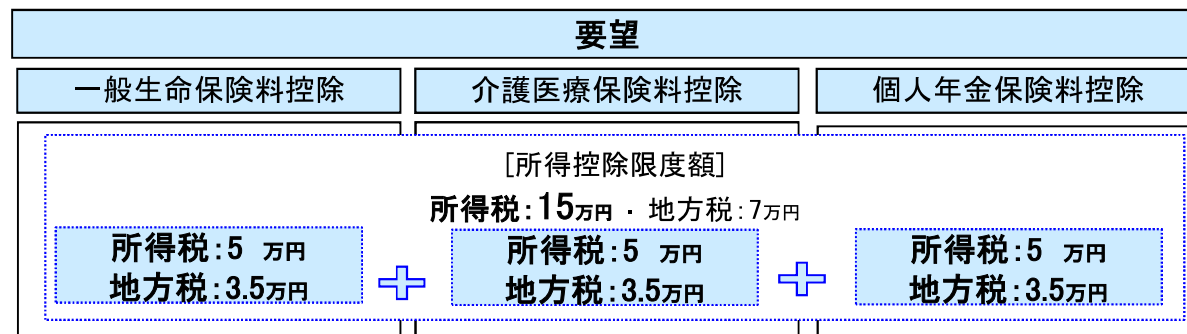 要望
一般生命保険料控除
介護医療保険料控除
個人年金保険料控除
[所得控除限度額]
所得税:15万円 ・ 地方税:7万円
所得税:5 万円
地方税:3.5万円
所得税:5 万円
地方税:3.5万円
所得税:5 万円
地方税:3.5万円